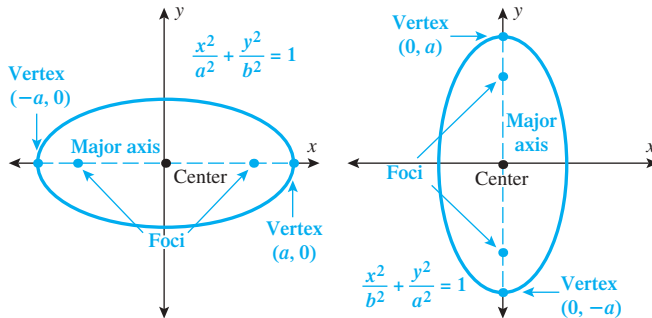 y
x²/a² + y²/b² = 1
Vertex
(−a, 0)
Major axis
x
Center
Foci
Vertex
(a, 0)
y
Vertex
(0, a)
Major
axis
x
Foci
Center
x²/b² + y²/a² = 1
Vertex
(0, −a)